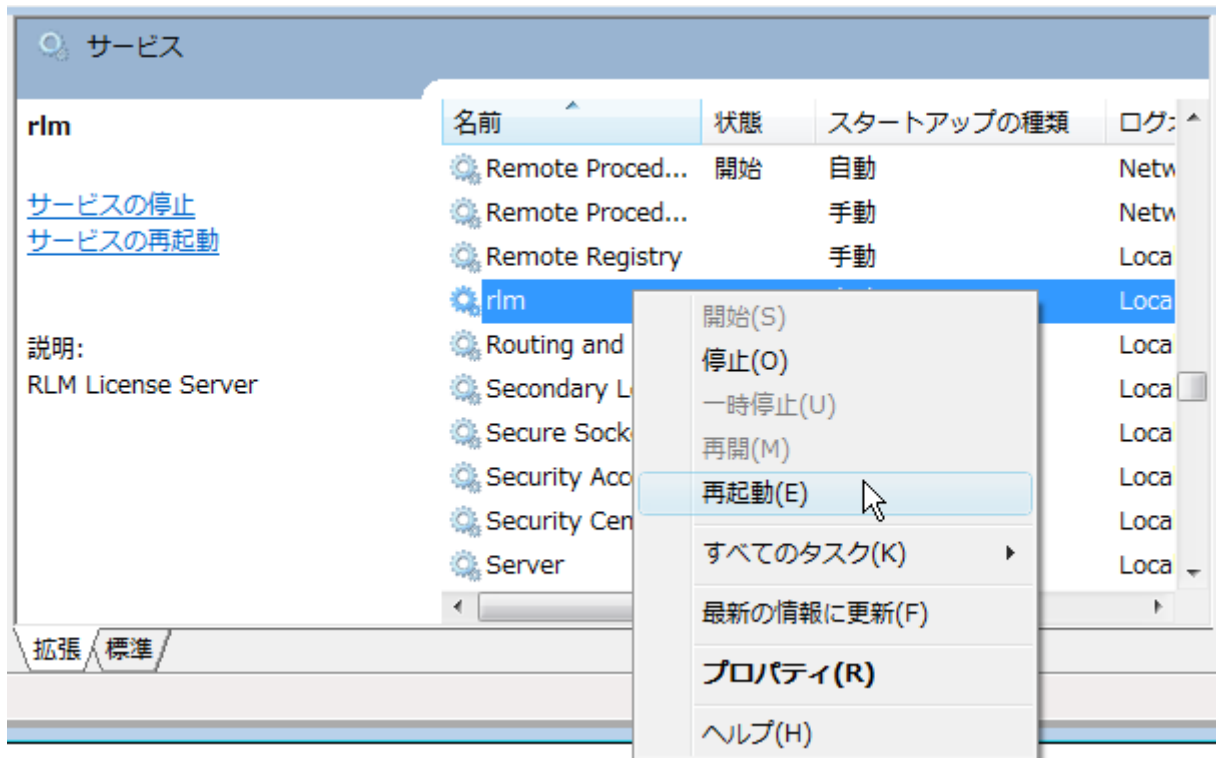 サービス
rlm
サービスの停止
サービスの再起動
説明:
RLM License Server
名前 状態 スタートアップの種類 ログ
Remote Proced... 開始 自動 Netw
Remote Proced... 手動 Netw
Remote Registry 手動 Loca
rlm Loca
Routing and Loca
Secondary L Loca
Secure Sock Loca
Security Acc Loca
Security Cen Loca
Server Loca
開始(S)
停止(O)
一時停止(U)
再開(M)
再起動(E)
すべてのタスク(K)
最新の情報に更新(F)
プロパティ(R)
ヘルプ(H)
拡張 標準